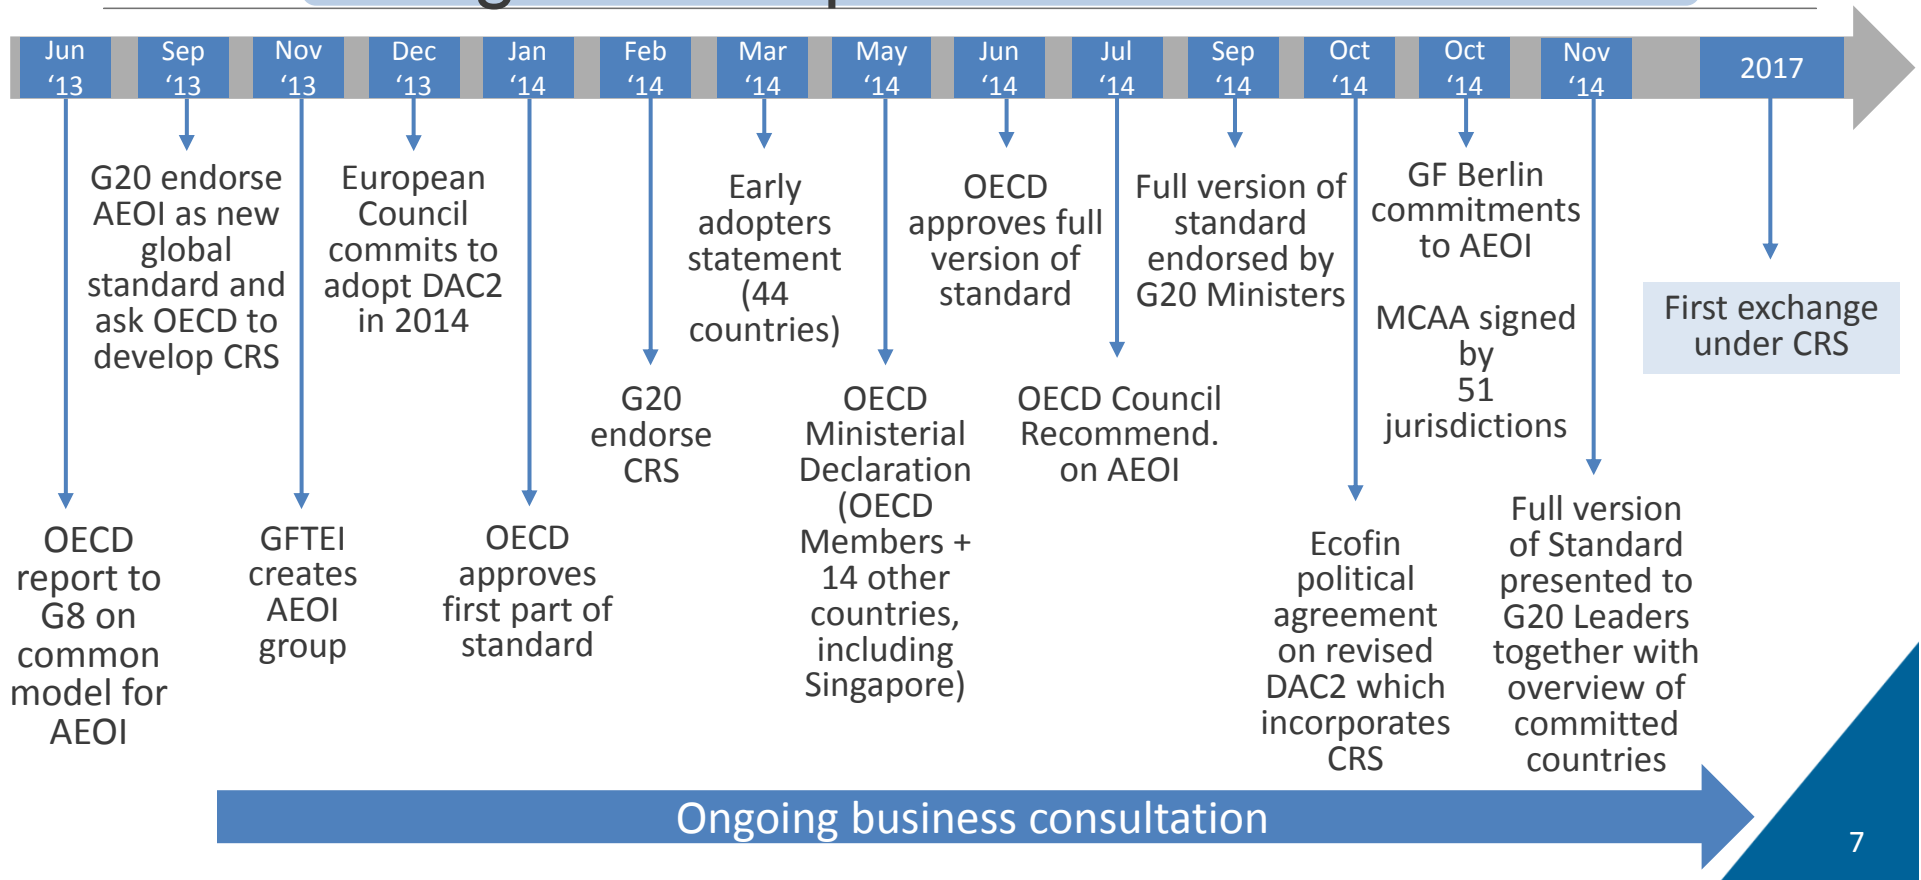 Jun
‘13
Sep
‘13
Nov
‘13
Dec
‘13
Jan
‘14
Feb
‘14
Mar
‘14
May
‘14
Jun
‘14
Jul
‘14
Sep
‘14
Oct
‘14
Oct
‘14
Nov
‘14
2017
OECD
report to
G8 on
common
model for
AEOI
G20 endorse
AEOI as new
global
standard and
ask OECD to
develop CRS
GFTEI
creates
AEOI
group
European
Council
commits to
adopt DAC2
in 2014
OECD
approves
first part of
standard
G20
endorse
CRS
Early
adopters
statement
(44
countries)
OECD
Ministerial
Declaration
(OECD
Members +
14 other
countries,
including
Singapore)
OECD
approves full
version of
standard
OECD Council
Recommend.
on AEOI
Full version of
standard
endorsed by
G20 Ministers
Ecofin
political
agreement
on revised
DAC2 which
incorporates
CRS
GF Berlin
commitments
to AEOI
MCAA signed
by
51
jurisdictions
Full version
of Standard
presented to
G20 Leaders
together with
overview of
committed
countries
First exchange
under CRS
Ongoing business consultation
7